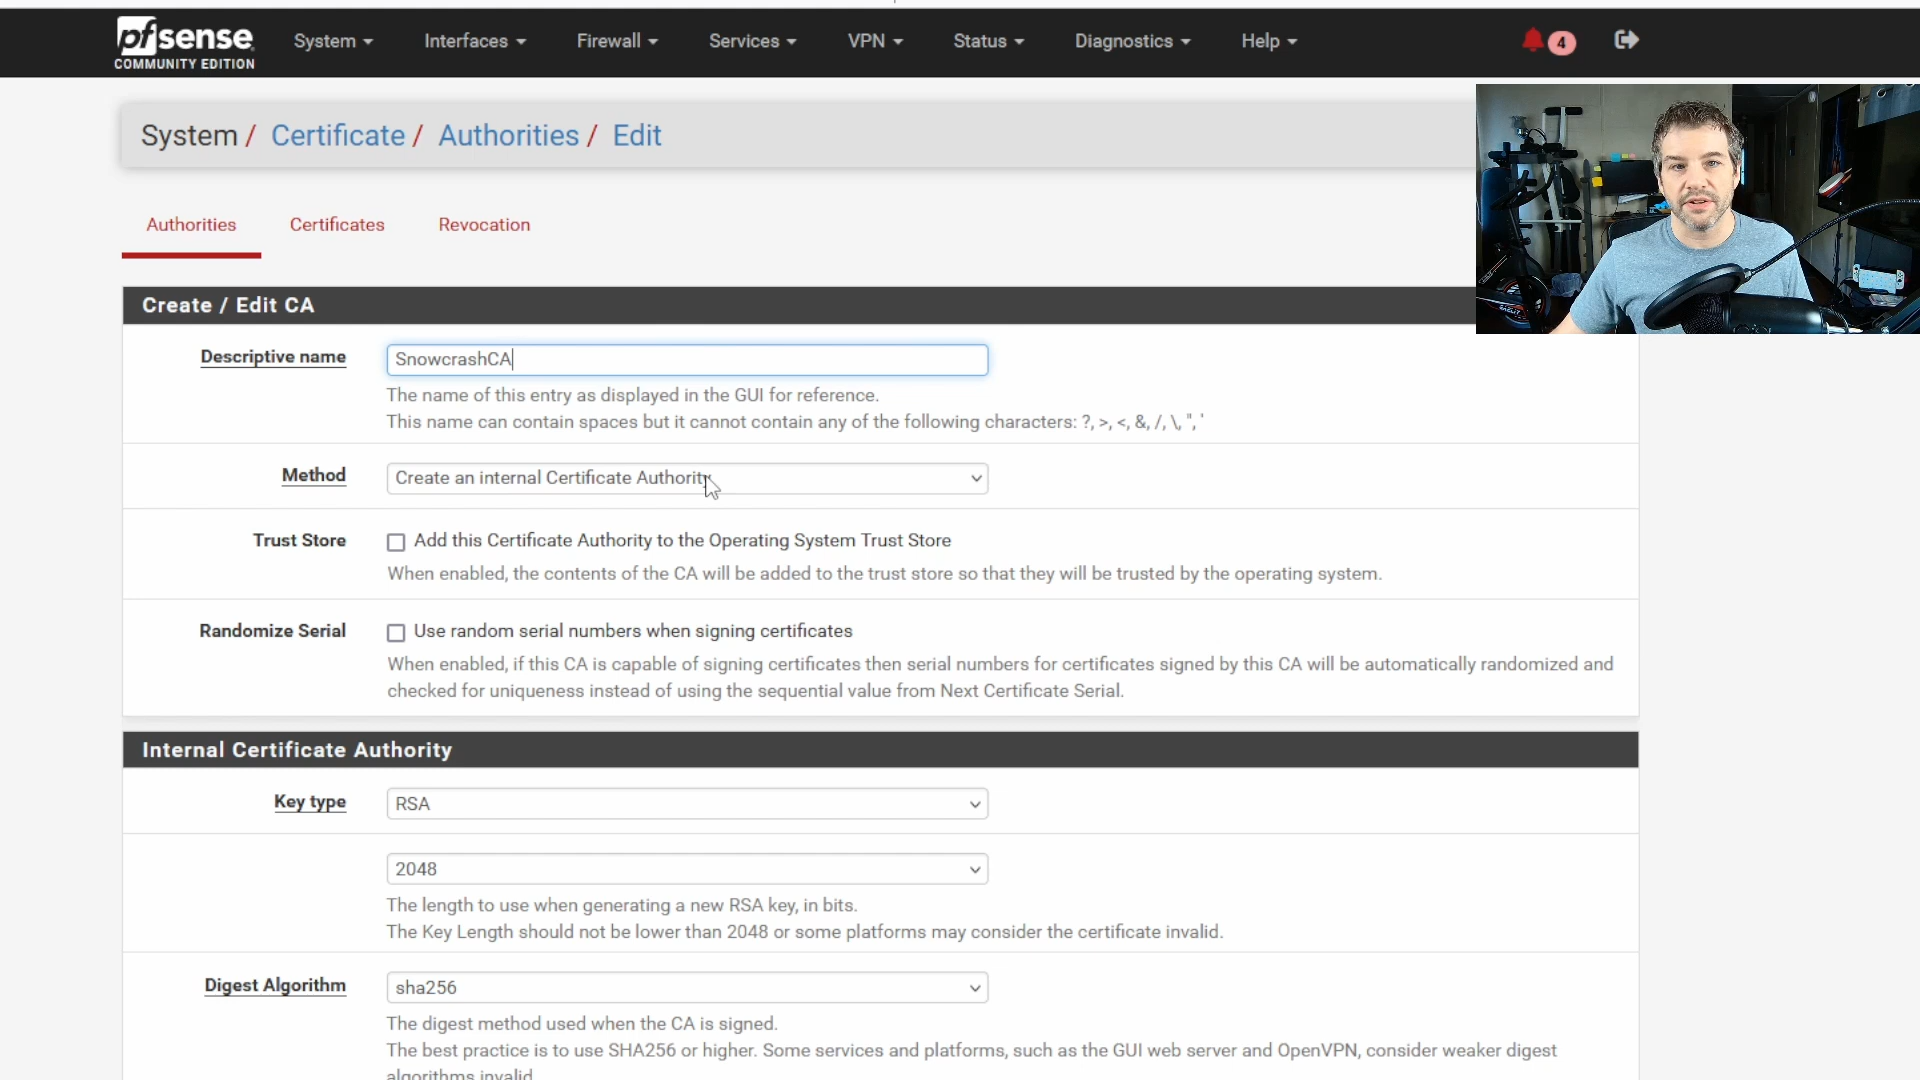 pfsense
COMMUNITY EDITION
System
Interfaces
Firewall
Services
VPN
Status
Diagnostics
Help
4
System / Certificate / Authorities / Edit
Authorities
Certificates
Revocation
Create / Edit CA
Descriptive name
SnowcrashCA
The name of this entry as displayed in the GUI for reference.
This name can contain spaces but it cannot contain any of the following characters: ?, >, <, &, /, \, ", '
Method
Create an internal Certificate Authority
Trust Store
Add this Certificate Authority to the Operating System Trust Store
When enabled, the contents of the CA will be added to the trust store so that they will be trusted by the operating system.
Randomize Serial
Use random serial numbers when signing certificates
When enabled, if this CA is capable of signing certificates then serial numbers for certificates signed by this CA will be automatically randomized and
checked for uniqueness instead of using the sequential value from Next Certificate Serial.
Internal Certificate Authority
Key type
RSA
2048
The length to use when generating a new RSA key, in bits.
The Key Length should not be lower than 2048 or some platforms may consider the certificate invalid.
Digest Algorithm
sha256
The digest method used when the CA is signed.
The best practice is to use SHA256 or higher. Some services and platforms, such as the GUI web server and OpenVPN, consider weaker digest
algorithms invalid